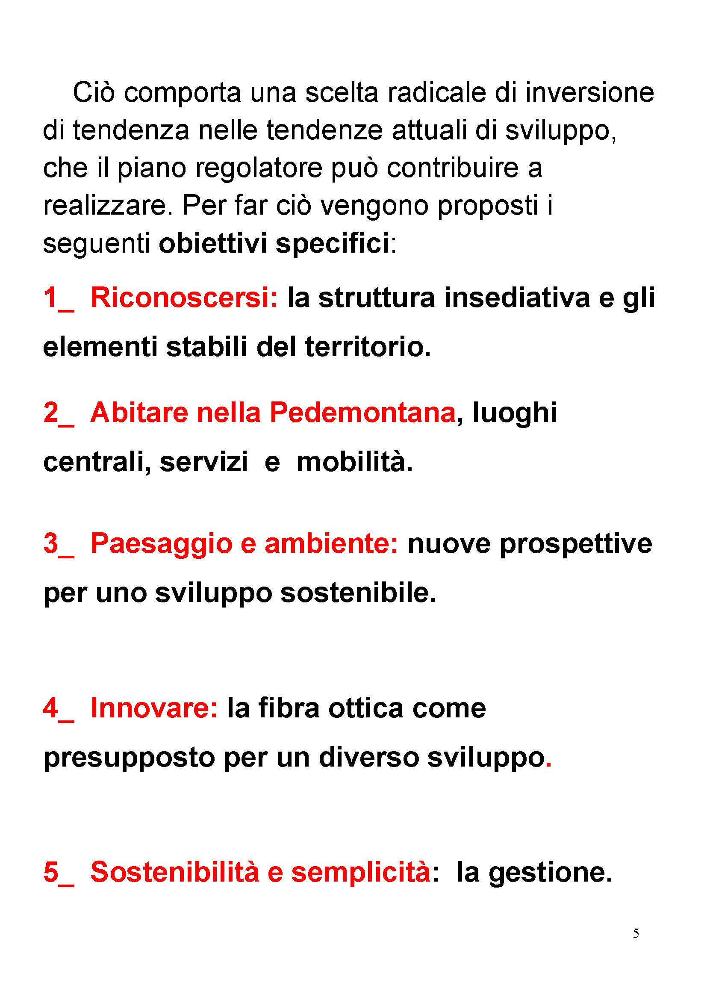 Ciò comporta una scelta radicale di inversione
di tendenza nelle tendenze attuali di sviluppo,
che il piano regolatore può contribuire a
realizzare. Per far ciò vengono proposti i
seguenti obiettivi specifici:
1_ Riconoscersi: la struttura insediativa e gli
elementi stabili del territorio.
2_ Abitare nella Pedemontana, luoghi
centrali, servizi e mobilità.
3_ Paesaggio e ambiente: nuove prospettive
per uno sviluppo sostenibile.
4_ Innovare: la fibra ottica come
presupposto per un diverso sviluppo.
5_ Sostenibilità e semplicità: la gestione.
5